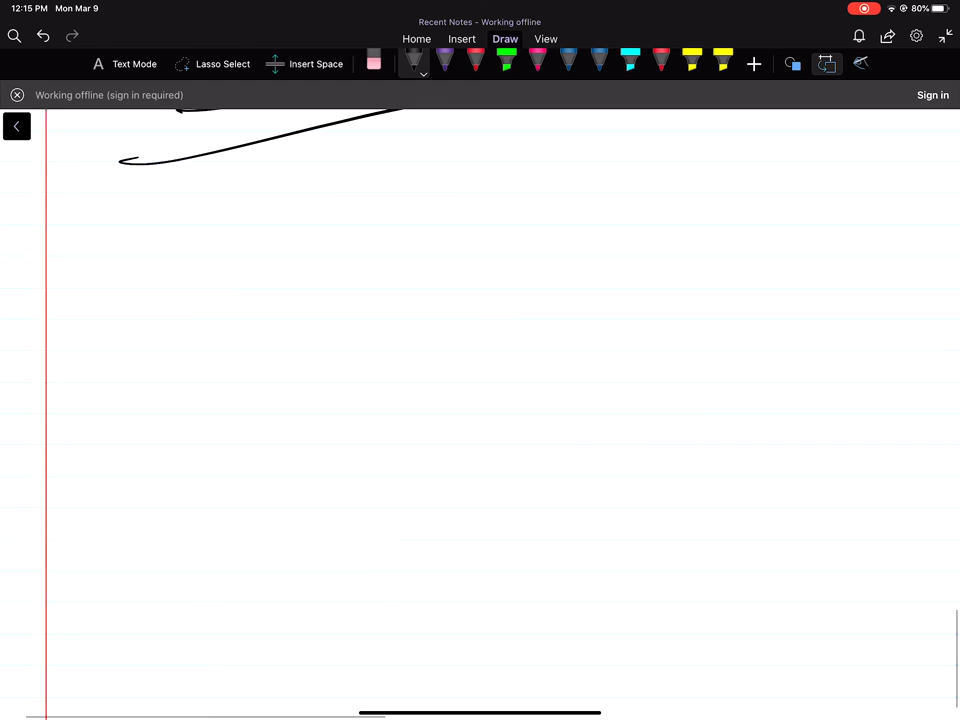 12:15 PM Mon Mar 9 80%
Recent Notes - Working offline
Home Insert Draw View
A Text Mode Lasso Select Insert Space
Working offline (sign in required) Sign in